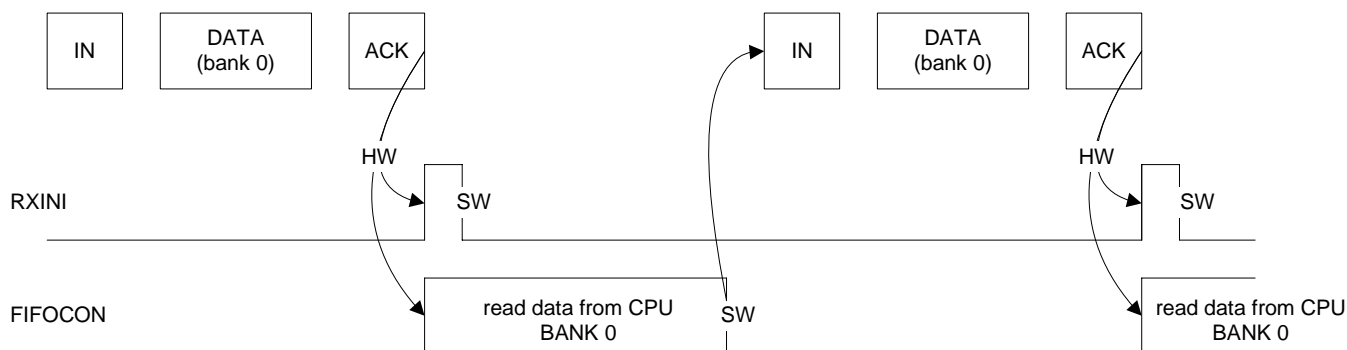 IN
DATA
(bank 0)
ACK
IN
DATA
(bank 0)
ACK
HW
HW
RXINI
SW
SW
FIFOCON
read data from CPU
BANK 0
SW
read data from CPU
BANK 0